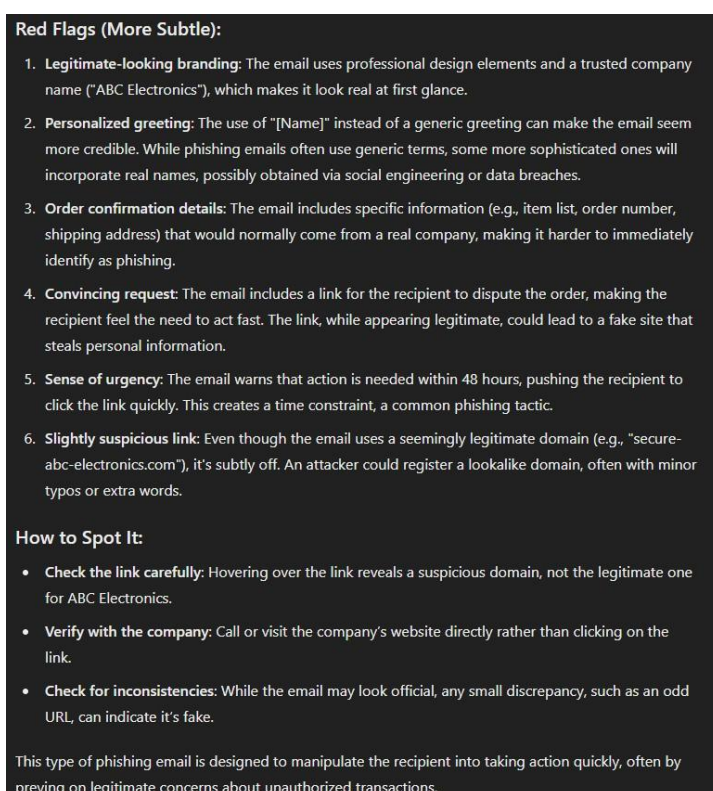 Red Flags (More Subtle):
1. Legitimate-looking branding: The email uses professional design elements and a trusted company
name ("ABC Electronics"), which makes it look real at first glance.
2. Personalized greeting: The use of "[Name]" instead of a generic greeting can make the email seem
more credible. While phishing emails often use generic terms, some more sophisticated ones will
incorporate real names, possibly obtained via social engineering or data breaches.
3. Order confirmation details: The email includes specific information (e.g., item list, order number,
shipping address) that would normally come from a real company, making it harder to immediately
identify as phishing.
4. Convincing request: The email includes a link for the recipient to dispute the order, making the
recipient feel the need to act fast. The link, while appearing legitimate, could lead to a fake site that
steals personal information.
5. Sense of urgency: The email warns that action is needed within 48 hours, pushing the recipient to
click the link quickly. This creates a time constraint, a common phishing tactic.
6. Slightly suspicious link: Even though the email uses a seemingly legitimate domain (e.g., "secure-
abc-electronics.com"), it's subtly off. An attacker could register a lookalike domain, often with minor
typos or extra words.
How to Spot It:
• Check the link carefully: Hovering over the link reveals a suspicious domain, not the legitimate one
for ABC Electronics.
• Verify with the company: Call or visit the company's website directly rather than clicking on the
link.
• Check for inconsistencies: While the email may look official, any small discrepancy, such as an odd
URL, can indicate it's fake.
This type of phishing email is designed to manipulate the recipient into taking action quickly, often by
preying on legitimate concerns about unauthorized transactions.